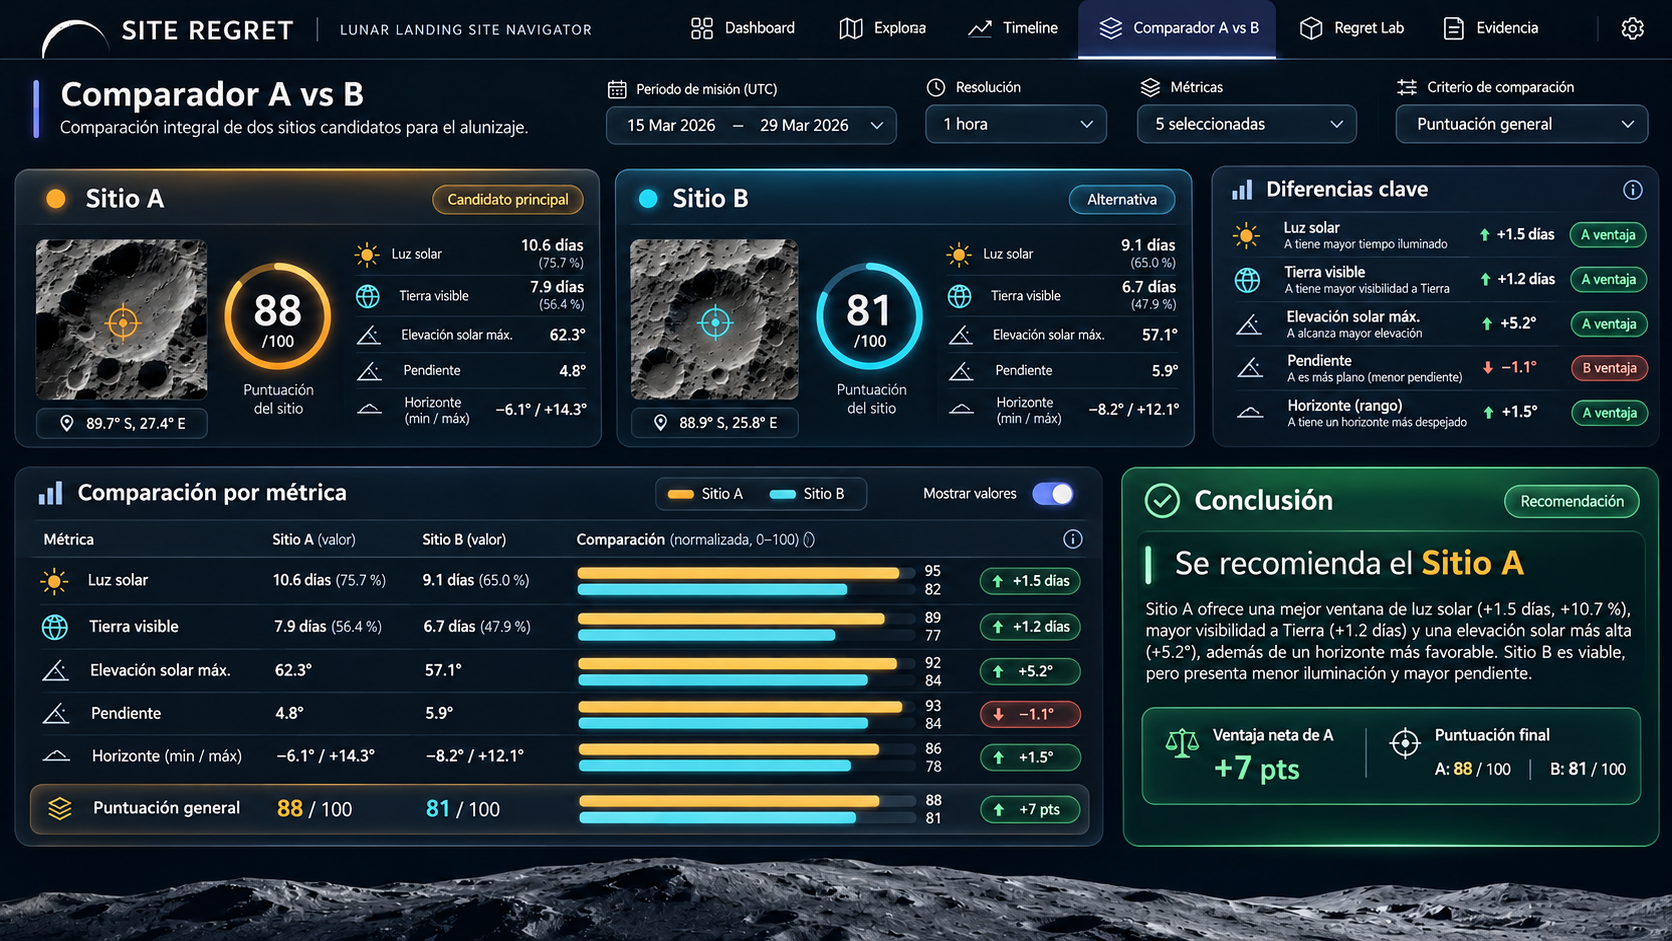 SITE REGRET
LUNAR LANDING SITE NAVIGATOR
Dashboard
Explora
Timeline
Comparador A vs B
Regret Lab
Evidencia
Comparador A vs B
Comparación integral de dos sitios candidatos para el alunizaje.
Período de misión (UTC)
15 Mar 2026 – 29 Mar 2026
Resolución
1 hora
Métricas
5 seleccionadas
Criterio de comparación
Puntuación general
Sitio A
Candidato principal
89.7° S, 27.4° E
88
/100
Puntuación
del sitio
Luz solar
10.6 días
(75.7 %)
Tierra visible
7.9 días
(56.4 %)
Elevación solar máx.
62.3°
Pendiente
4.8°
Horizonte
(min / máx)
−6.1° / +14.3°
Sitio B
Alternativa
88.9° S, 25.8° E
81
/100
Puntuación
del sitio
Luz solar
9.1 días
(65.0 %)
Tierra visible
6.7 días
(47.9 %)
Elevación solar máx.
57.1°
Pendiente
5.9°
Horizonte
(min / máx)
−8.2° / +12.1°
Diferencias clave
Luz solar
A tiene mayor tiempo iluminado
+1.5 días
A ventaja
Tierra visible
A tiene mayor visibilidad a Tierra
+1.2 días
A ventaja
Elevación solar máx.
A alcanza mayor elevación
+5.2°
A ventaja
Pendiente
A es más plano (menor pendiente)
−1.1°
B ventaja
Horizonte (rango)
A tiene un horizonte más despejado
+1.5°
A ventaja
Comparación por métrica
Sitio A
Sitio B
Mostrar valores
Métrica
Sitio A (valor)
Sitio B (valor)
Comparación (normalizada, 0–100)
Luz solar
10.6 días (75.7 %)
9.1 días (65.0 %)
95
82
+1.5 días
Tierra visible
7.9 días (56.4 %)
6.7 días (47.9 %)
89
77
+1.2 días
Elevación solar máx.
62.3°
57.1°
92
84
+5.2°
Pendiente
4.8°
5.9°
93
84
−1.1°
Horizonte (min / máx)
−6.1° / +14.3°
−8.2° / +12.1°
86
78
+1.5°
Puntuación general
88 / 100
81 / 100
88
81
+7 pts
Conclusión
Recomendación
Se recomienda el Sitio A
Sitio A ofrece una mejor ventana de luz solar (+1.5 días, +10.7 %),
mayor visibilidad a Tierra (+1.2 días) y una elevación solar más alta
(+5.2°), además de un horizonte más favorable. Sitio B es viable,
pero presenta menor iluminación y mayor pendiente.
Ventaja neta de A
+7 pts
Puntuación final
A: 88 / 100 | B: 81 / 100